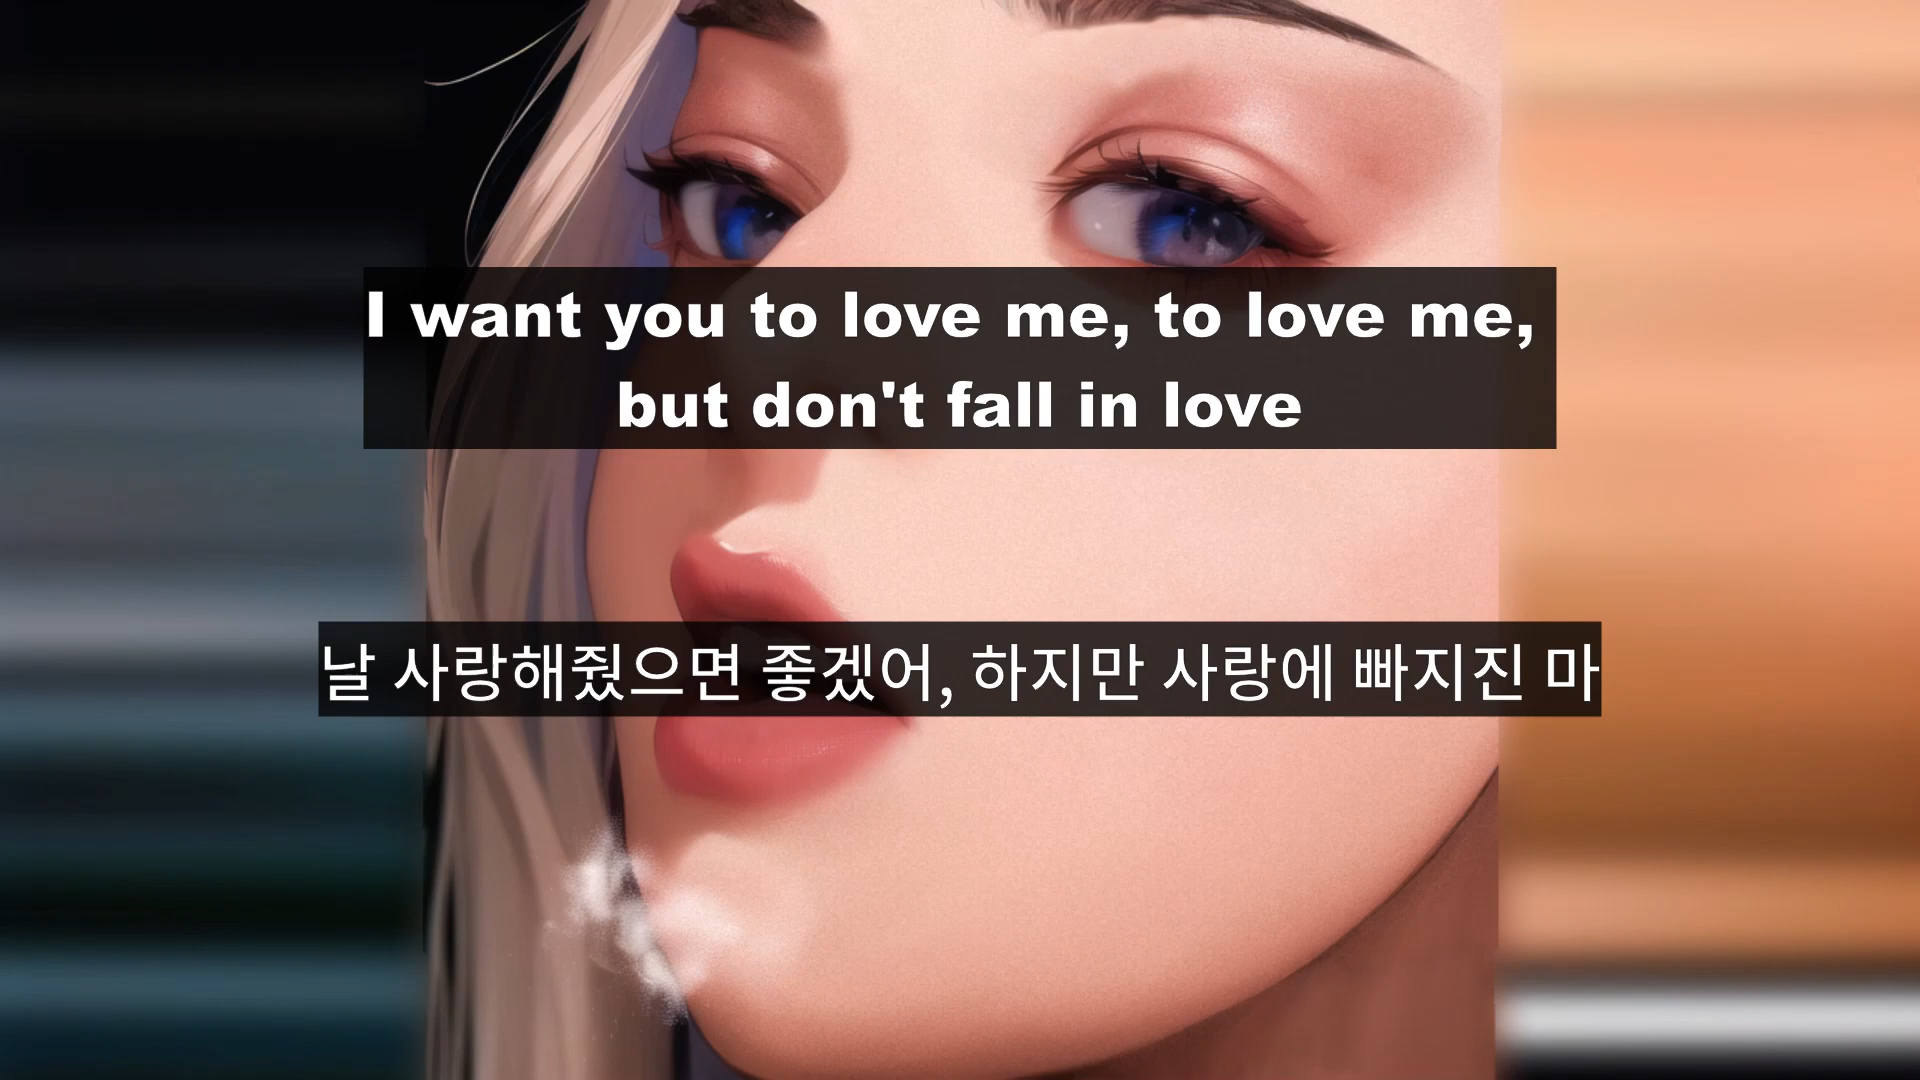 I want you to love me, to love me,
but don't fall in love
날 사랑해줬으면 좋겠어, 하지만 사랑에 빠지진 마